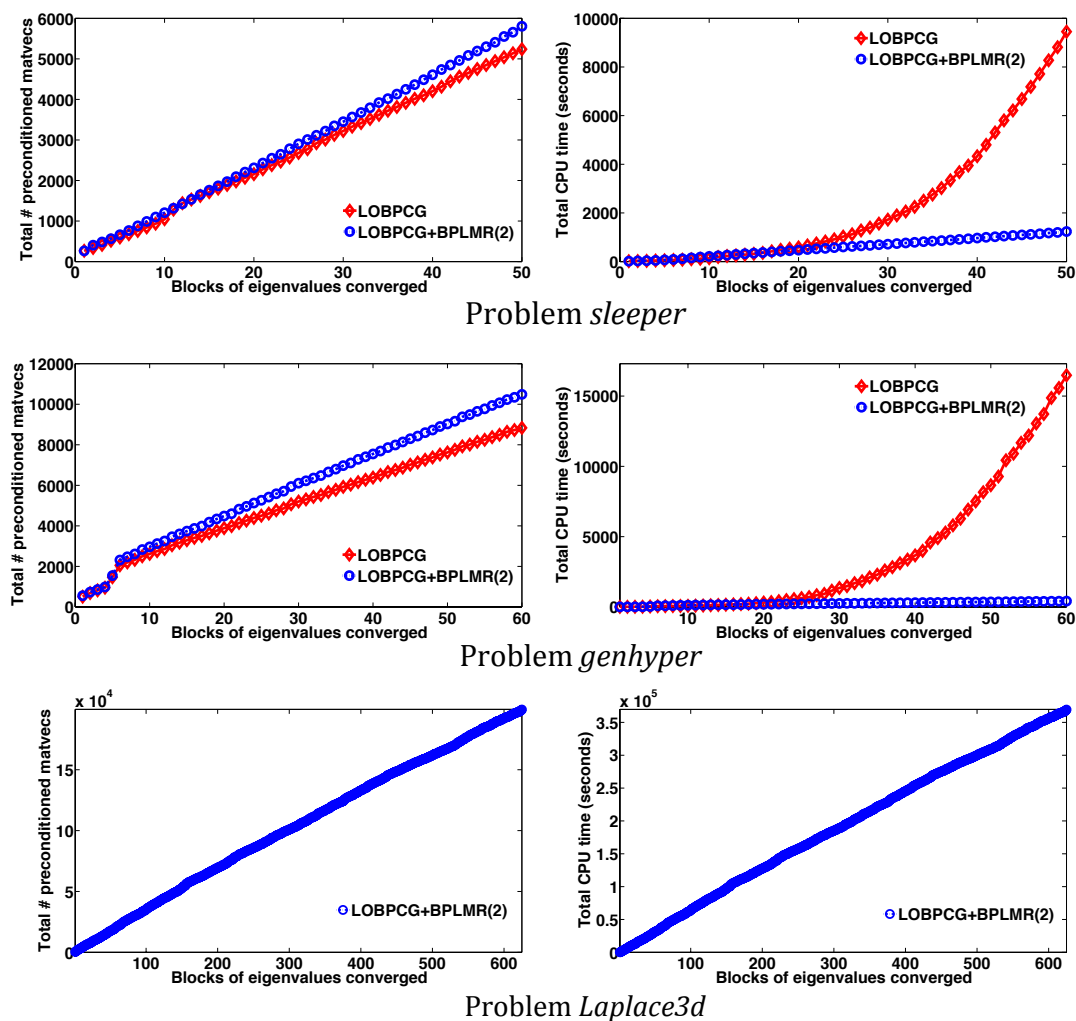 6000
5000
4000
3000
2000
1000
0
Total # preconditioned matvecs
LOBPCG
LOBPCG+BPLMR(2)
0 10 20 30 40 50
Blocks of eigenvalues converged
10000
8000
6000
4000
2000
0
Total CPU time (seconds)
LOBPCG
LOBPCG+BPLMR(2)
10 20 30 40 50
Blocks of eigenvalues converged
Problem sleeper
12000
10000
8000
6000
4000
2000
0
Total # preconditioned matvecs
LOBPCG
LOBPCG+BPLMR(2)
0 10 20 30 40 50 60
Blocks of eigenvalues converged
15000
10000
5000
0
Total CPU time (seconds)
LOBPCG
LOBPCG+BPLMR(2)
10 20 30 40 50 60
Blocks of eigenvalues converged
Problem genhyper
x 10^4
15
10
5
0
Total # preconditioned matvecs
LOBPCG+BPLMR(2)
100 200 300 400 500 600
Blocks of eigenvalues converged
x 10^5
3.5
3
2.5
2
1.5
1
0.5
0
Total CPU time (seconds)
LOBPCG+BPLMR(2)
100 200 300 400 500 600
Blocks of eigenvalues converged
Problem Laplace3d